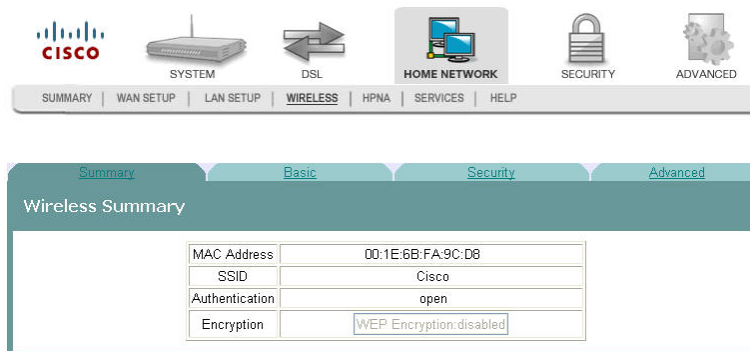 CISCO
SYSTEM DSL HOME NETWORK SECURITY ADVANCED
SUMMARY | WAN SETUP | LAN SETUP | WIRELESS | HPNA | SERVICES | HELP
Summary Basic Security Advanced
Wireless Summary
MAC Address 00:1E:6B:FA:9C:D8
SSID Cisco
Authentication open
Encryption WEP Encryption:disabled